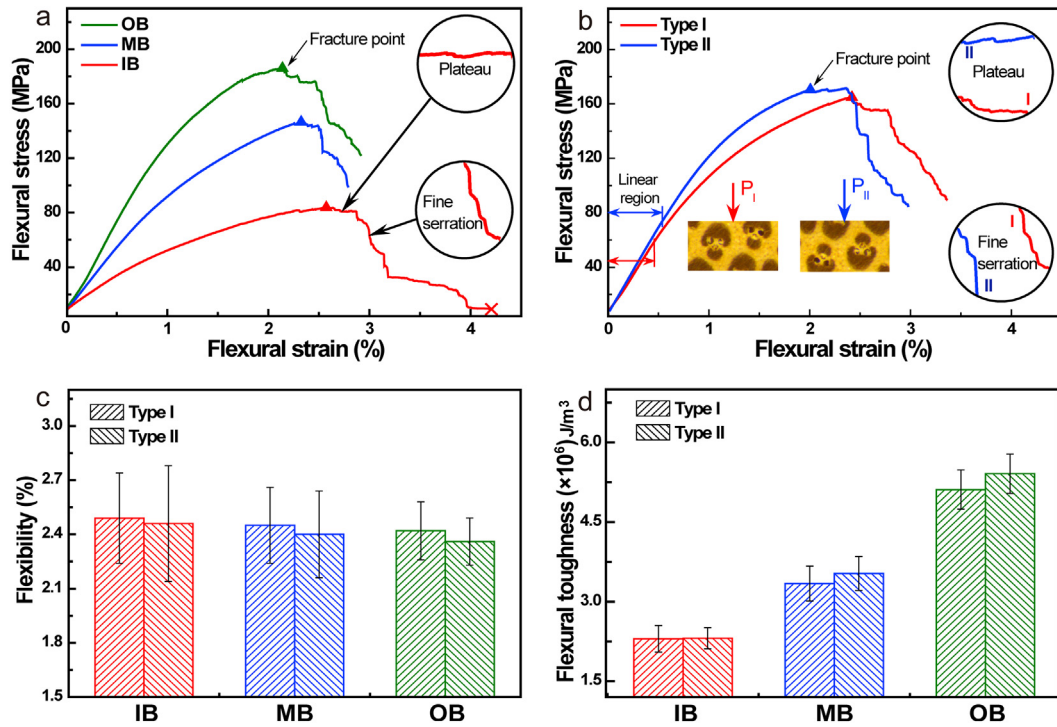 a
OB
MB
IB
Fracture point
Plateau
Fine
serration
200
160
120
80
40
0
1
2
3
4
Flexural stress (MPa)
Flexural strain (%)
b
Type I
Type II
Fracture point
II
Plateau
I
Linear
region
P_I
P_II
I
Fine
serration
II
200
160
120
80
40
0
1
2
3
4
Flexural stress (MPa)
Flexural strain (%)
c
Type I
Type II
3.0
2.7
2.4
2.1
1.8
1.5
Flexibility (%)
IB
MB
OB
d
Type I
Type II
6.0
4.5
3.0
1.5
Flexural toughness (×10⁶) J/m³
IB
MB
OB